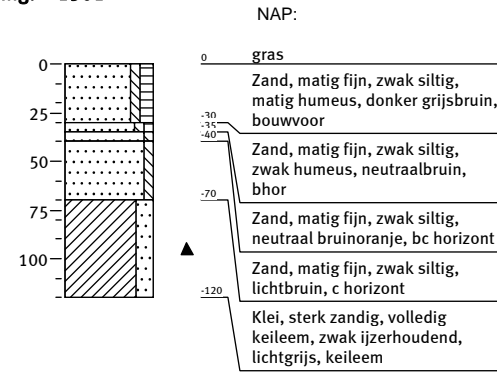 NAP:
0
gras
0
Zand, matig fijn, zwak siltig,
matig humeus, donker grijsbruin,
bouwvoor
25
-30
-35
-40
Zand, matig fijn, zwak siltig,
zwak humeus, neutraalbruin,
bhor
50
-70
75
Zand, matig fijn, zwak siltig,
neutraal bruinoranje, bc horizont
100
Zand, matig fijn, zwak siltig,
lichtbruin, c horizont
-120
Klei, sterk zandig, volledig
keileem, zwak ijzerhoudend,
lichtgrijs, keileem